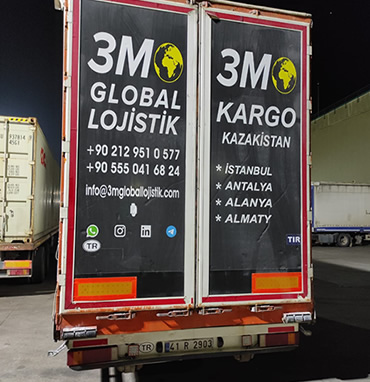 3M
GLOBAL
LOJİSTİK
+90 212 951 0 577
+90 555 041 68 24
info@3mgloballojistik.com
TR
3M
KARGO
KAZAKİSTAN
* İSTANBUL
* ANTALYA
* ALANYA
* ALMATY
TIR
TIR
TR 41 R 2903